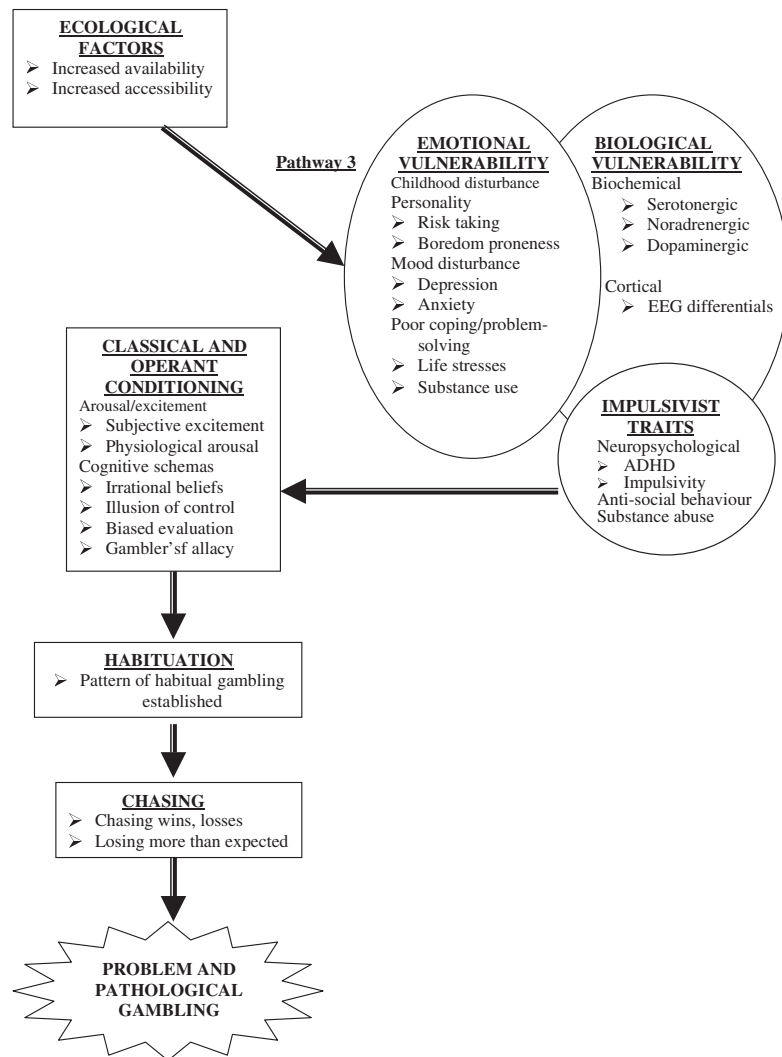 ECOLOGICAL
FACTORS
➢ Increased availability
➢ Increased accessibility
Pathway 3
EMOTIONAL
VULNERABILITY
Childhood disturbance
Personality
➢ Risk taking
➢ Boredom proneness
Mood disturbance
➢ Depression
➢ Anxiety
Poor coping/problem-
solving
➢ Life stresses
➢ Substance use
BIOLOGICAL
VULNERABILITY
Biochemical
➢ Serotonergic
➢ Noradrenergic
➢ Dopaminergic
Cortical
➢ EEG differentials
IMPULSIVIST
TRAITS
Neuropsychological
➢ ADHD
➢ Impulsivity
Anti-social behaviour
Substance abuse
CLASSICAL AND
OPERANT
CONDITIONING
Arousal/excitement
➢ Subjective excitement
➢ Physiological arousal
Cognitive schemas
➢ Irrational beliefs
➢ Illusion of control
➢ Biased evaluation
➢ Gambler'sf allacy
HABITUATION
➢ Pattern of habitual gambling
established
CHASING
➢ Chasing wins, losses
➢ Losing more than expected
PROBLEM AND
PATHOLOGICAL
GAMBLING